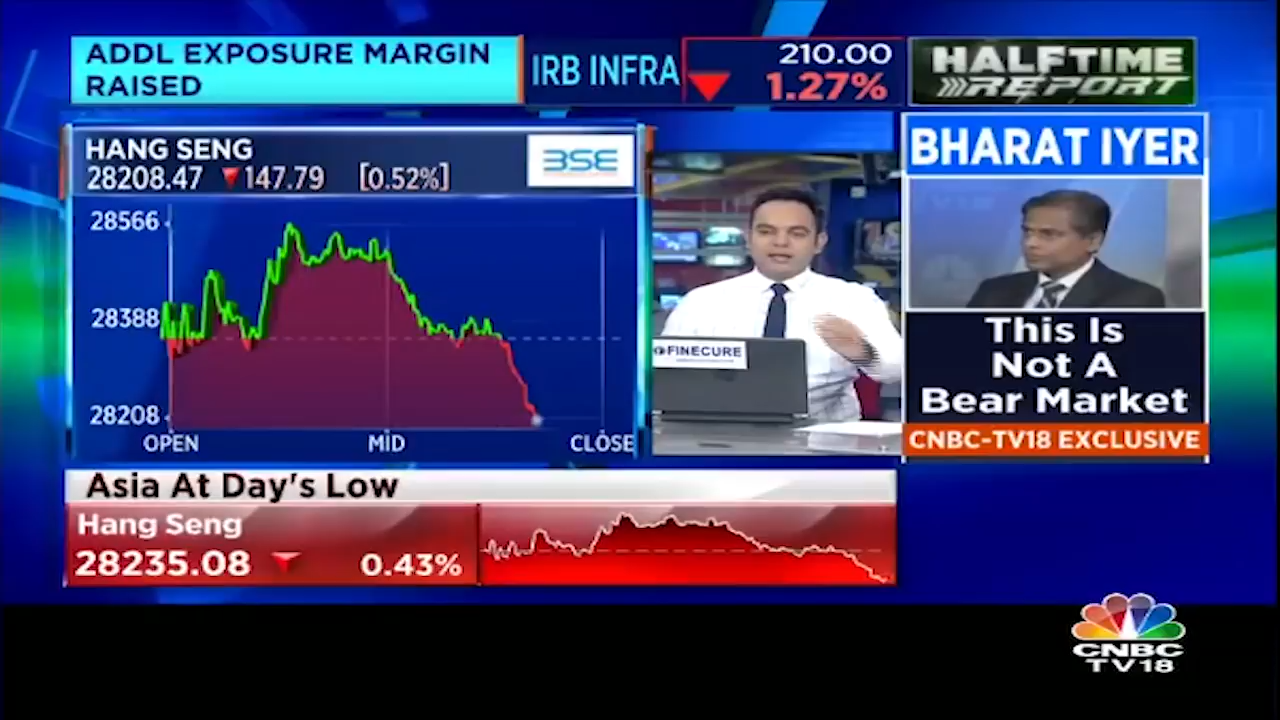 ADDL EXPOSURE MARGIN
RAISED
IRB INFRA
210.00
1.27%
HALFTIME
REPORT
HANG SENG
28208.47 147.79 [0.52%]
BSE
28566
28388
28208
OPEN MID CLOSE
FINECURE
BHARAT IYER
This Is
Not A
Bear Market
CNBC-TV18 EXCLUSIVE
Asia At Day's Low
Hang Seng
28235.08 0.43%
CNBC
TV18